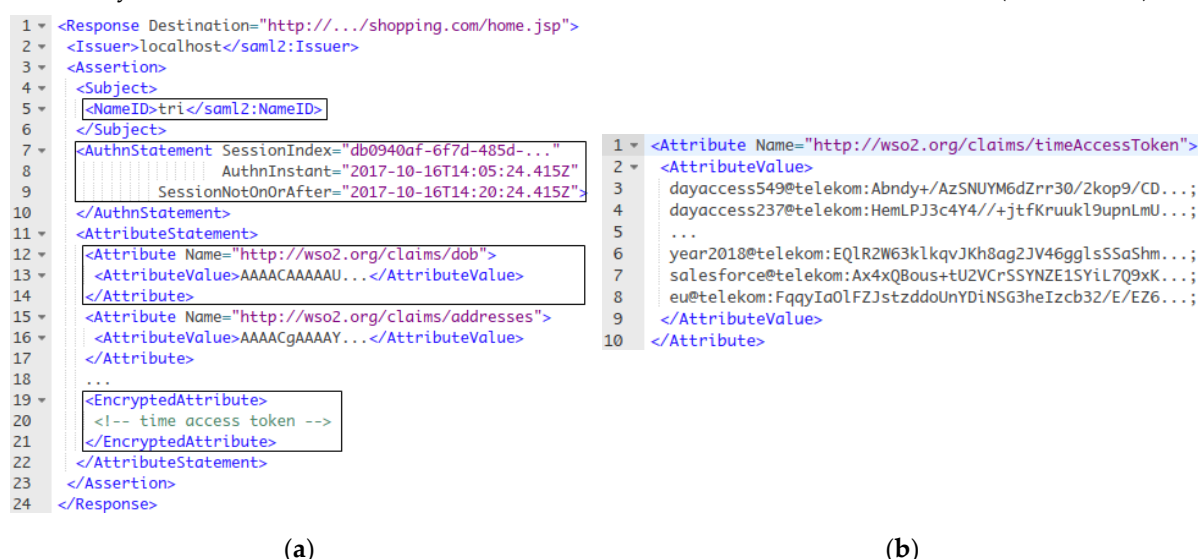 1 <Response Destination="http://.../shopping.com/home.jsp">
2 <Issuer>localhost</saml2:Issuer>
3 <Assertion>
4 <Subject>
5 <NameID>tri</saml2:NameID>
6 </Subject>
7 <AuthnStatement SessionIndex="db0940af-6f7d-485d-..."
8 AuthnInstant="2017-10-16T14:05:24.415Z"
9 SessionNotOnOrAfter="2017-10-16T14:20:24.415Z">
10 </AuthnStatement>
11 <AttributeStatement>
12 <Attribute Name="http://wso2.org/claims/dob">
13 <AttributeValue>AAAACAAAAAU...</AttributeValue>
14 </Attribute>
15 <Attribute Name="http://wso2.org/claims/addresses">
16 <AttributeValue>AAAACgAAAAY...</AttributeValue>
17 </Attribute>
18 ...
19 <EncryptedAttribute>
20 <!-- time access token -->
21 </EncryptedAttribute>
22 </AttributeStatement>
23 </Assertion>
24 </Response>
(a)
1 <Attribute Name="http://wso2.org/claims/timeAccessToken">
2 <AttributeValue>
3 dayaccess549@telekom:Abndy+/AzSNUYM6dZrr30/2kop9/CD...;
4 dayaccess237@telekom:HemLPJ3c4Y4//+jtfKruukl9upnLmU...;
5 ...
6 year2018@telekom:EQlR2W63klkqvJKh8ag2JV46gglsSSaShm...;
7 salesforce@telekom:Ax4xQBous+tU2VCrSSYNZE1SYiL7Q9xK...;
8 eu@telekom:FqqyIaOlFZJstzddoUnYDiNSG3heIzcb32/E/EZ6...;
9 </AttributeValue>
10 </Attribute>
(b)